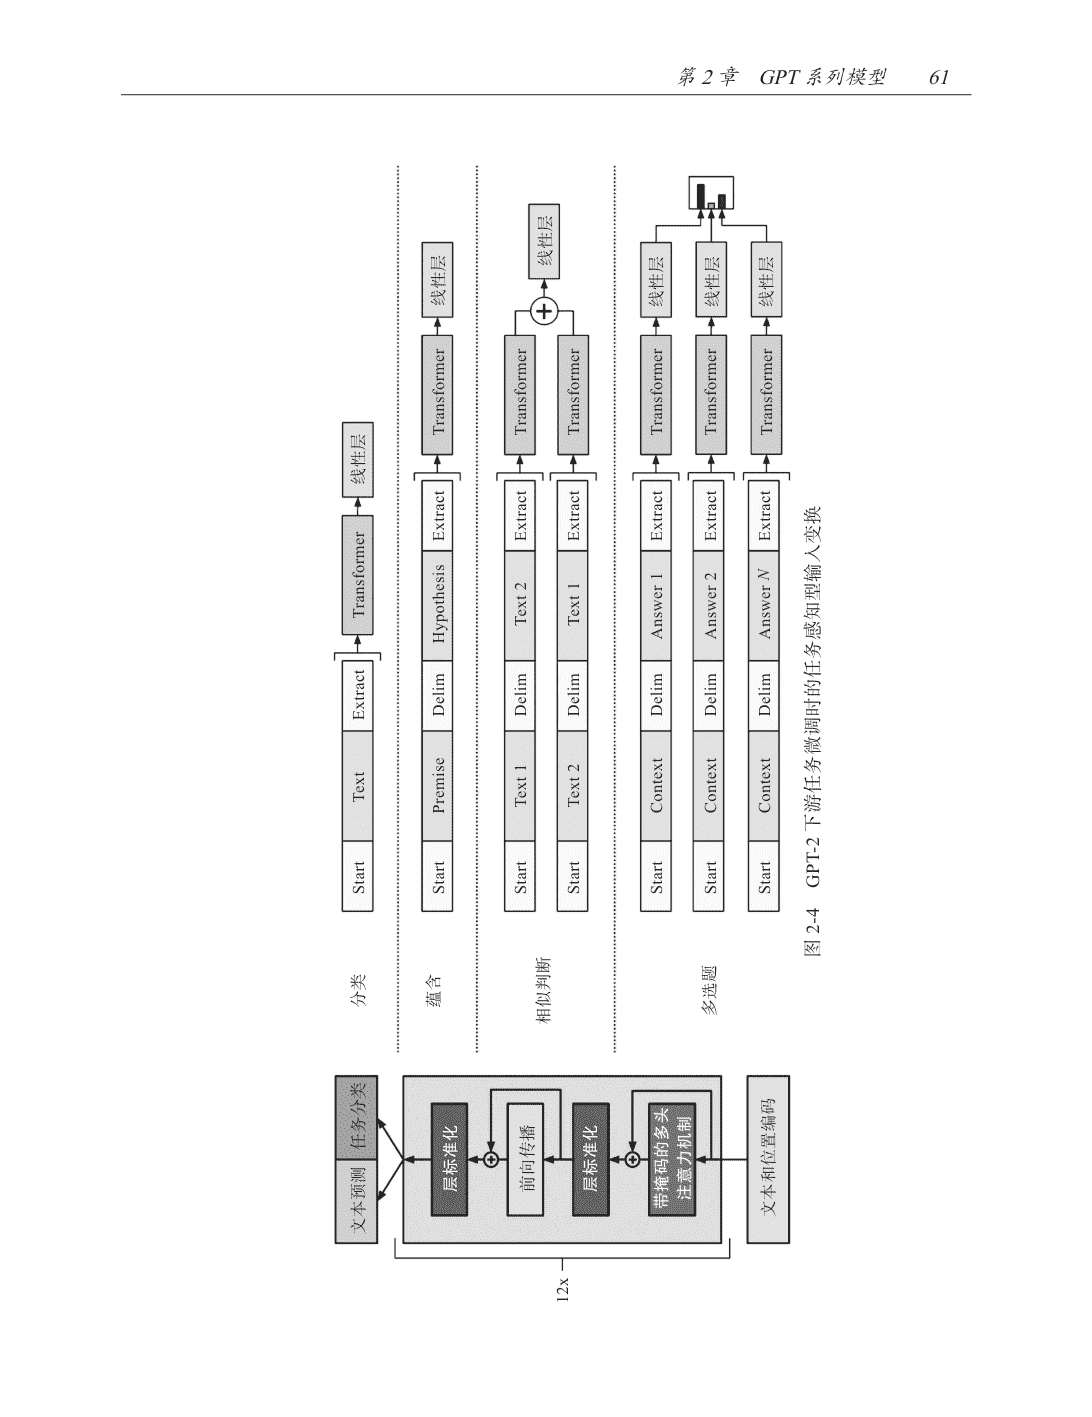 第 2 章 GPT 系列模型 61
文本预测 任务分类
层标准化
前向传播
层标准化
带掩码的多头
注意力机制
12x
文本和位置编码
分类
Start Text Extract Transformer 线性层
蕴含
Start Premise Delim Hypothesis Extract Transformer 线性层
相似判断
Start Text 1 Delim Text 2 Extract Transformer
Start Text 2 Delim Text 1 Extract Transformer
线性层
多选题
Start Context Delim Answer 1 Extract Transformer 线性层
Start Context Delim Answer 2 Extract Transformer 线性层
Start Context Delim Answer N Extract Transformer 线性层
图 2-4 GPT-2 下游任务微调时的任务感知型输入变换